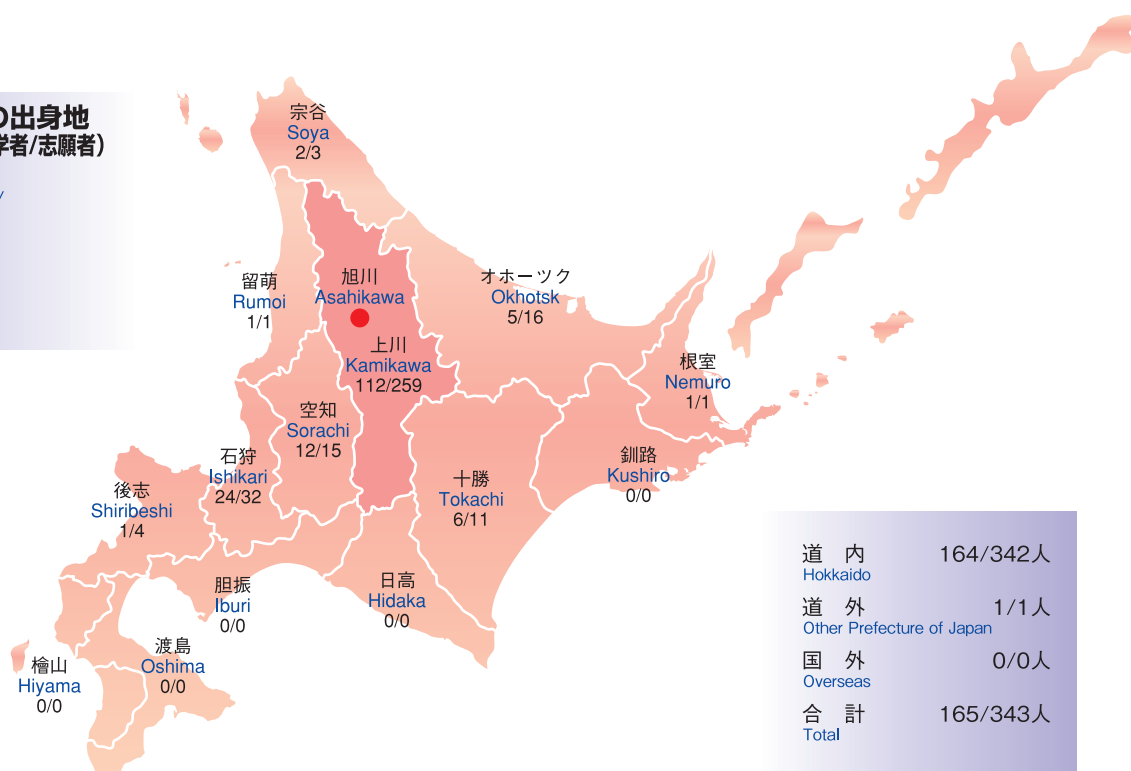 の出身地
学者/志願者)
宗谷
Soya
2/3
留萌
Rumoi
1/1
旭川
Asahikawa
上川
Kamikawa
112/259
オホーツク
Okhotsk
5/16
根室
Nemuro
1/1
空知
Sorachi
12/15
石狩
Ishikari
24/32
後志
Shiribeshi
1/4
十勝
Tokachi
6/11
釧路
Kushiro
0/0
胆振
Iburi
0/0
日高
Hidaka
0/0
渡島
Oshima
0/0
檜山
Hiyama
0/0
道内 164/342人
Hokkaido
道外 1/1人
Other Prefecture of Japan
国外 0/0人
Overseas
合計 165/343人
Total